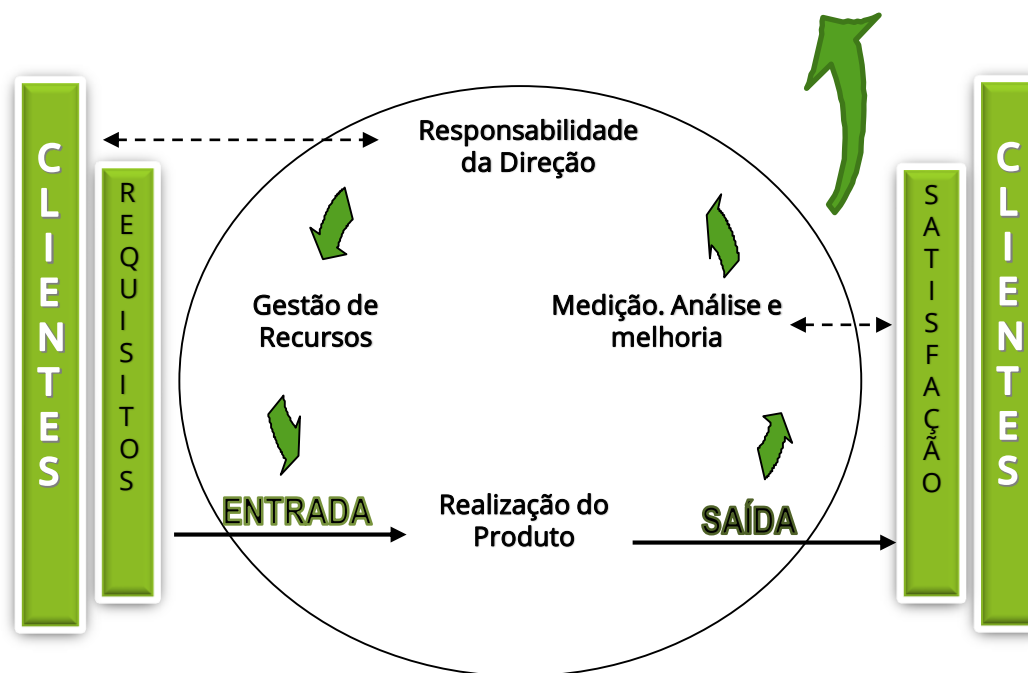 CLIENTES
REQUISITOS
Responsabilidade
da Direção
Gestão de
Recursos
Medição. Análise e
melhoria
ENTRADA
Realização do
Produto
SAÍDA
SATISFAÇÃO
CLIENTES